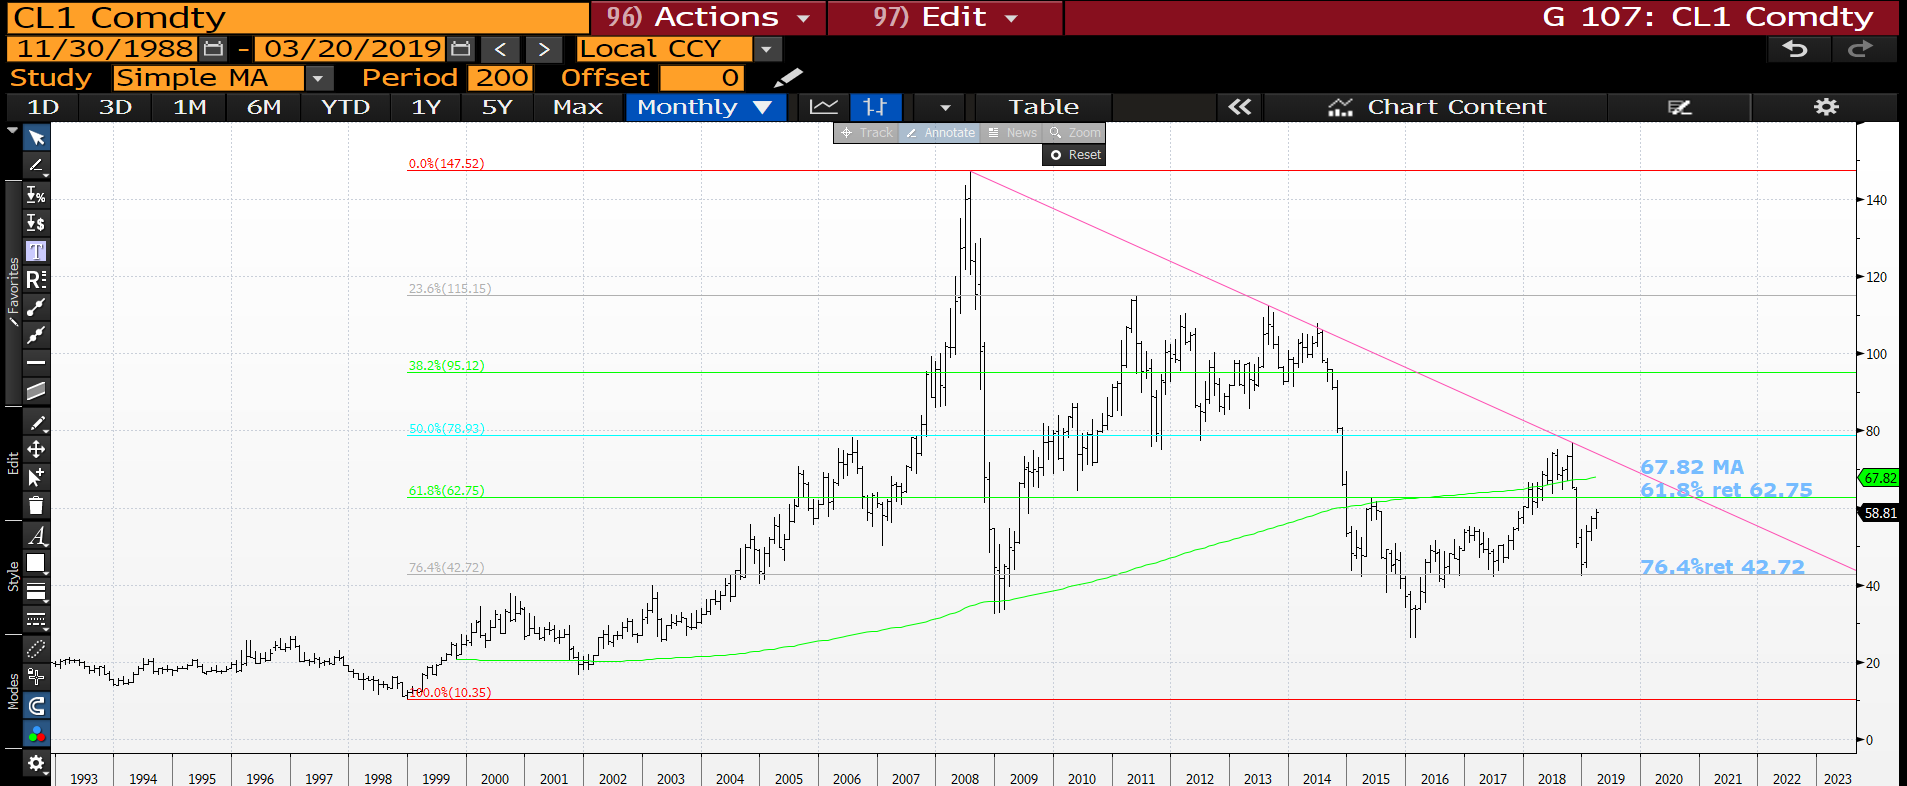 CL1 Comdty 96) Actions 97) Edit G 107: CL1 Comdty
11/30/1988 - 03/20/2019 < > Local CCY
Study Simple MA Period 200 Offset 0
1D 3D 1M 6M YTD 1Y 5Y Max Monthly Table Chart Content
Track Annotate News Zoom
Reset
Favorites
Edit
Style
Modes
0.0%(147.52)
23.6%(115.15)
38.2%(95.12)
50.0%(78.93)
61.8%(62.75)
76.4%(42.72)
100.0%(10.35)
67.82 MA
61.8% ret 62.75
76.4%ret 42.72
140
120
100
80
67.82
58.81
40
20
0
1993 1994 1995 1996 1997 1998 1999 2000 2001 2002 2003 2004 2005 2006 2007 2008 2009 2010 2011 2012 2013 2014 2015 2016 2017 2018 2019 2020 2021 2022 2023